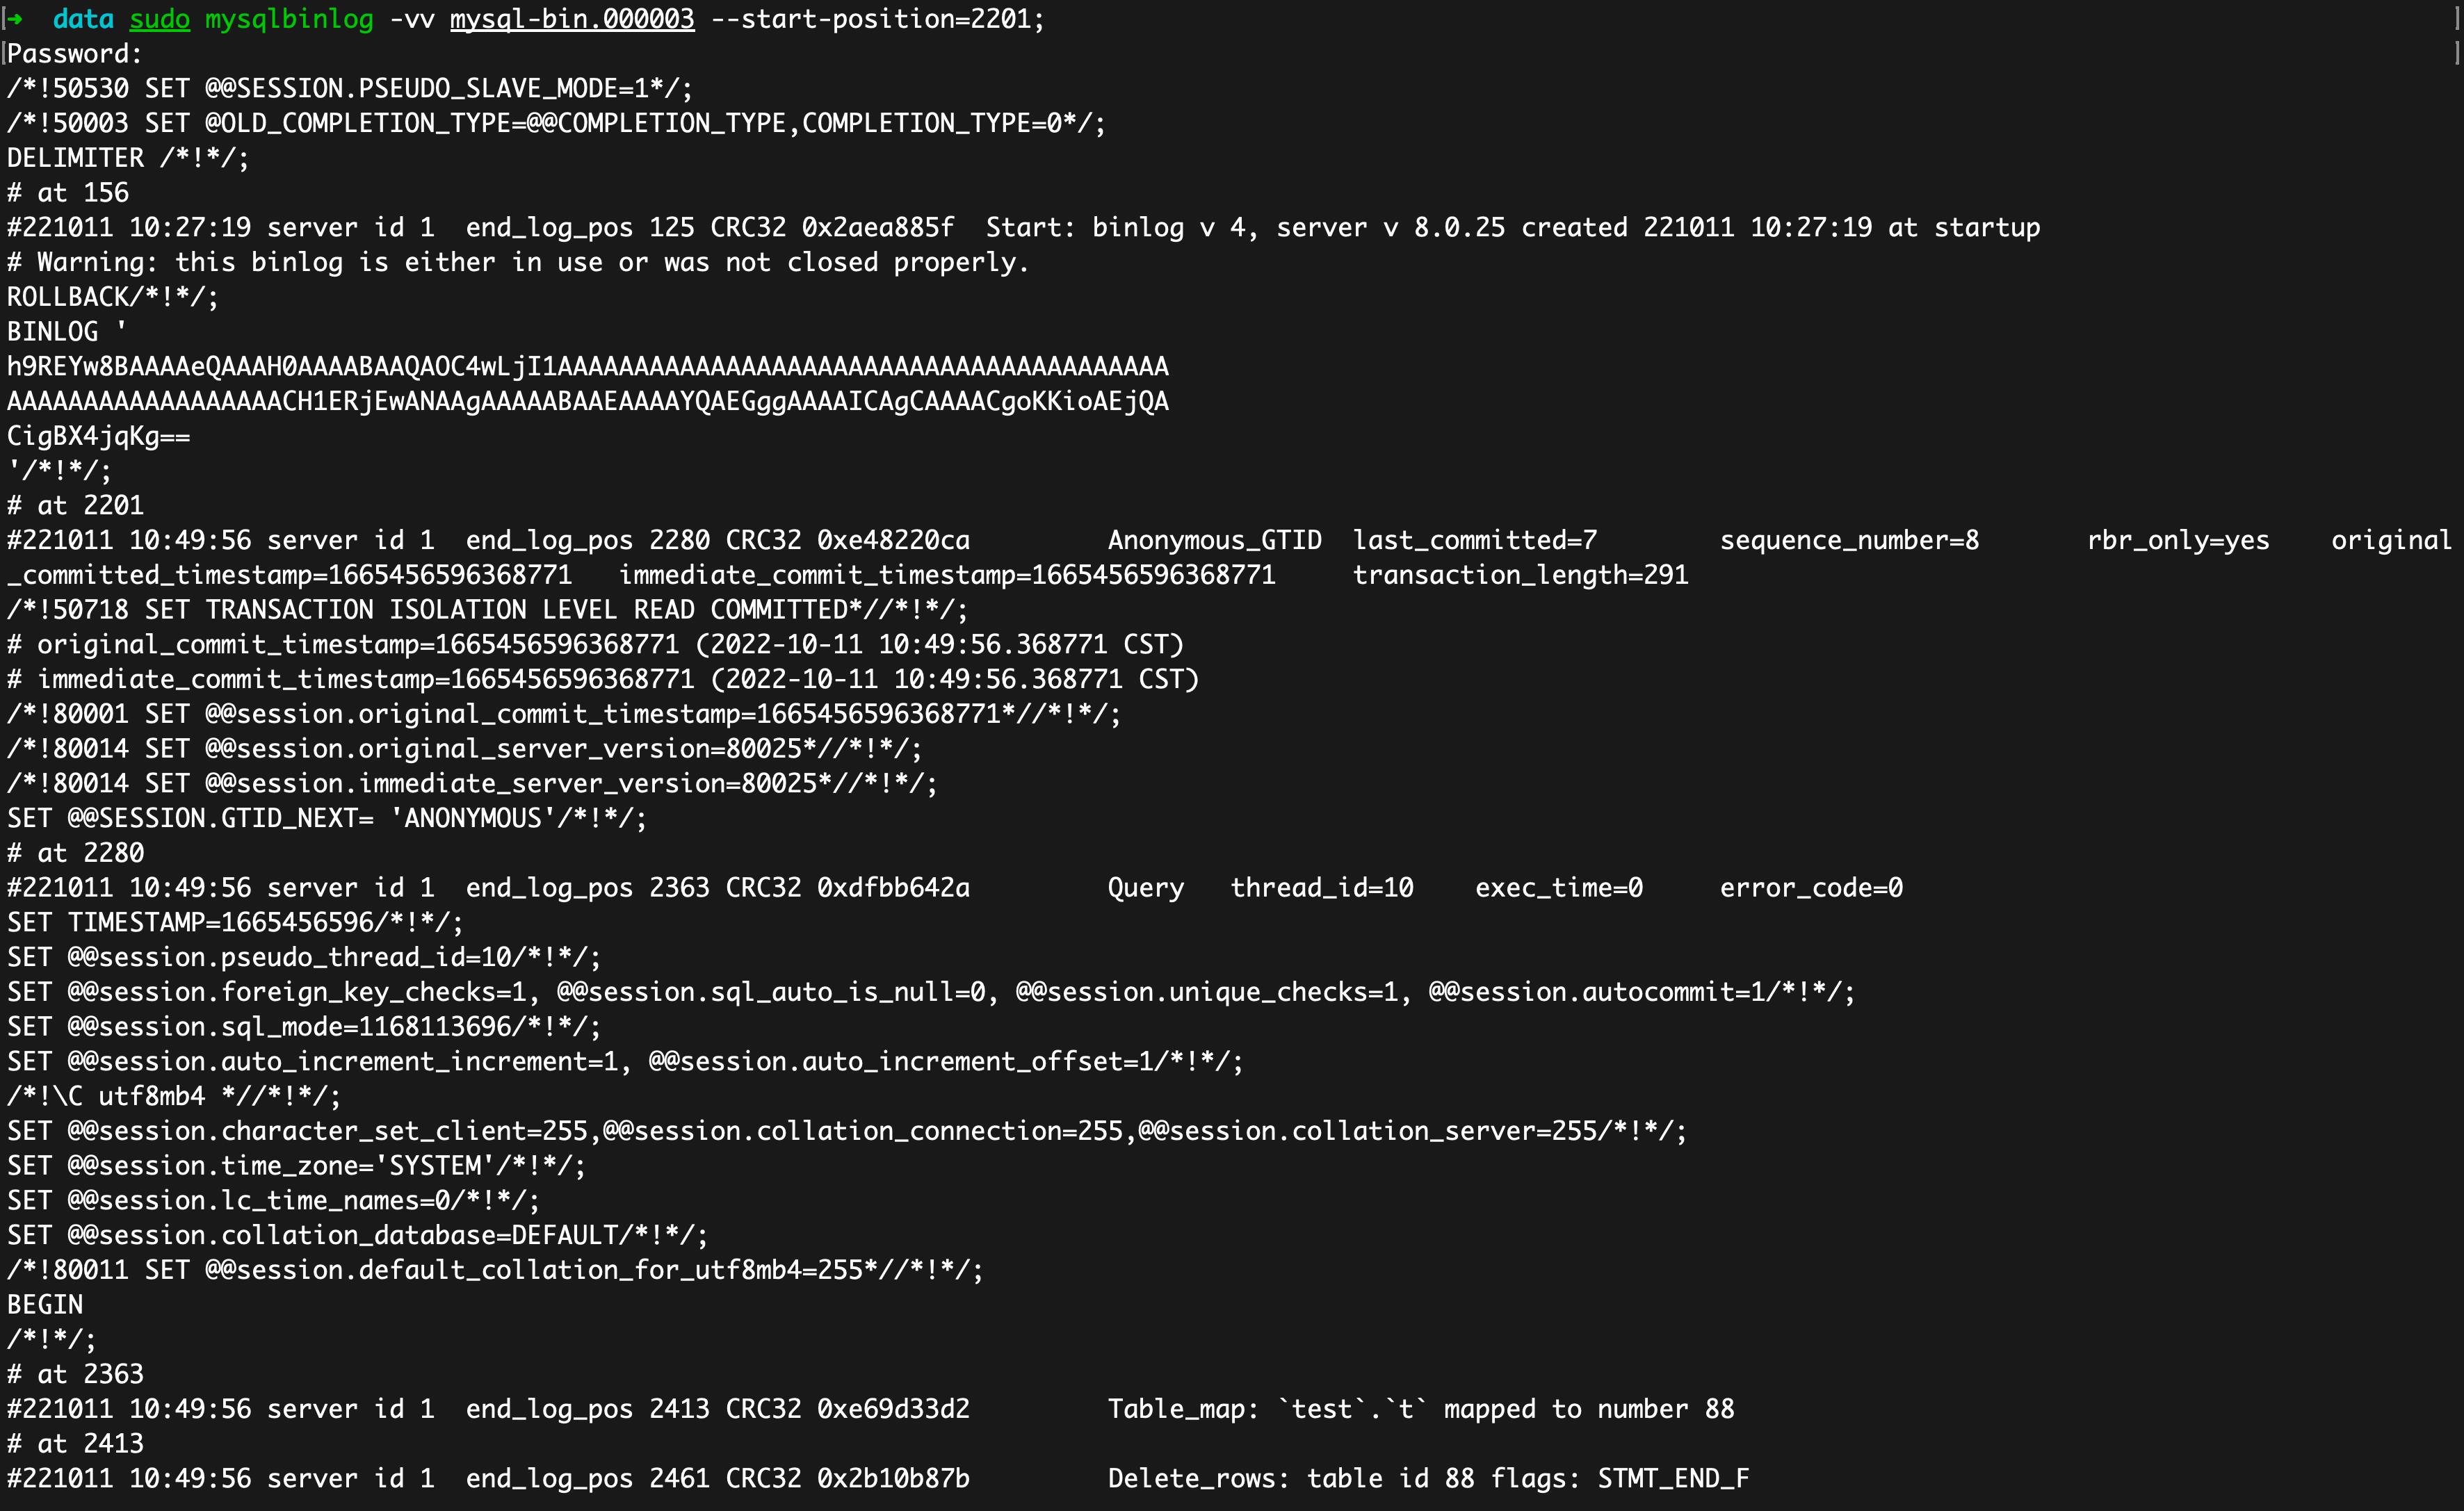 →  data sudo mysqlbinlog -vv mysql-bin.000003 --start-position=2201;
Password:
/*!50530 SET @@SESSION.PSEUDO_SLAVE_MODE=1*/;
/*!50003 SET @OLD_COMPLETION_TYPE=@@COMPLETION_TYPE,COMPLETION_TYPE=0*/;
DELIMITER /*!*/;
# at 156
#221011 10:27:19 server id 1  end_log_pos 125 CRC32 0x2aea885f  Start: binlog v 4, server v 8.0.25 created 221011 10:27:19 at startup
# Warning: this binlog is either in use or was not closed properly.
ROLLBACK/*!*/;
BINLOG '
h9REYw8BAAAAeQAAAH0AAAABAAQAOC4wLjI1AAAAAAAAAAAAAAAAAAAAAAAAAAAAAAAAAAAAAAAA
AAAAAAAAAAAAAAAAAACH1ERjEwANAAgAAAAABAAEAAAAYQAEGggAAAAICAgCAAAACgoKKioAEjQA
CigBX4jqKg==
'/*!*/;
# at 2201
#221011 10:49:56 server id 1  end_log_pos 2280 CRC32 0xe48220ca         Anonymous_GTID  last_committed=7        sequence_number=8       rbr_only=yes    original
_committed_timestamp=1665456596368771   immediate_commit_timestamp=1665456596368771     transaction_length=291
/*!50718 SET TRANSACTION ISOLATION LEVEL READ COMMITTED*//*!*/;
# original_commit_timestamp=1665456596368771 (2022-10-11 10:49:56.368771 CST)
# immediate_commit_timestamp=1665456596368771 (2022-10-11 10:49:56.368771 CST)
/*!80001 SET @@session.original_commit_timestamp=1665456596368771*//*!*/;
/*!80014 SET @@session.original_server_version=80025*//*!*/;
/*!80014 SET @@session.immediate_server_version=80025*//*!*/;
SET @@SESSION.GTID_NEXT= 'ANONYMOUS'/*!*/;
# at 2280
#221011 10:49:56 server id 1  end_log_pos 2363 CRC32 0xdfbb642a         Query   thread_id=10    exec_time=0     error_code=0
SET TIMESTAMP=1665456596/*!*/;
SET @@session.pseudo_thread_id=10/*!*/;
SET @@session.foreign_key_checks=1, @@session.sql_auto_is_null=0, @@session.unique_checks=1, @@session.autocommit=1/*!*/;
SET @@session.sql_mode=1168113696/*!*/;
SET @@session.auto_increment_increment=1, @@session.auto_increment_offset=1/*!*/;
/*!\C utf8mb4 *//*!*/;
SET @@session.character_set_client=255,@@session.collation_connection=255,@@session.collation_server=255/*!*/;
SET @@session.time_zone='SYSTEM'/*!*/;
SET @@session.lc_time_names=0/*!*/;
SET @@session.collation_database=DEFAULT/*!*/;
/*!80011 SET @@session.default_collation_for_utf8mb4=255*//*!*/;
BEGIN
/*!*/;
# at 2363
#221011 10:49:56 server id 1  end_log_pos 2413 CRC32 0xe69d33d2         Table_map: `test`.`t` mapped to number 88
# at 2413
#221011 10:49:56 server id 1  end_log_pos 2461 CRC32 0x2b10b87b         Delete_rows: table id 88 flags: STMT_END_F